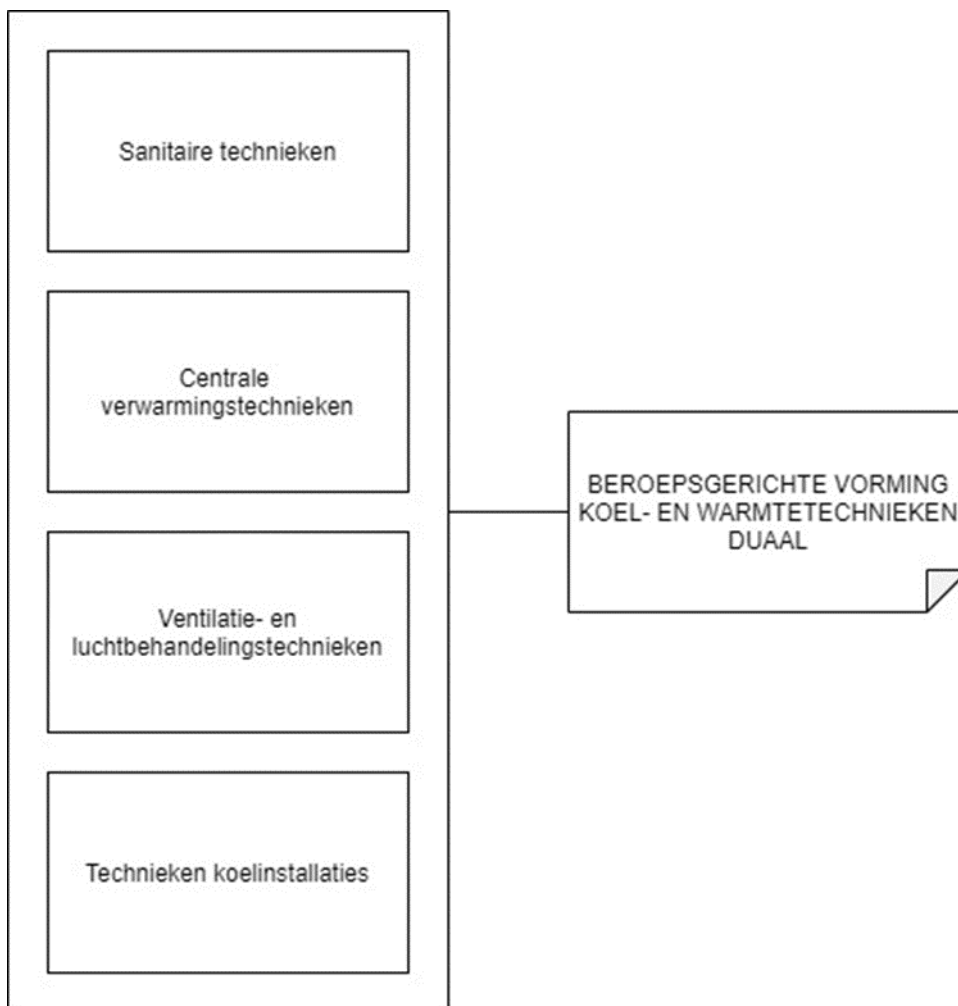 Sanitaire technieken
Centrale
verwarmingstechnieken
Ventilatie- en
luchtbehandelingstechnieken
Technieken koelinstallaties
BEROEPSGERICHTE VORMING
KOEL- EN WARMTETECHNIEKEN
DUAAL